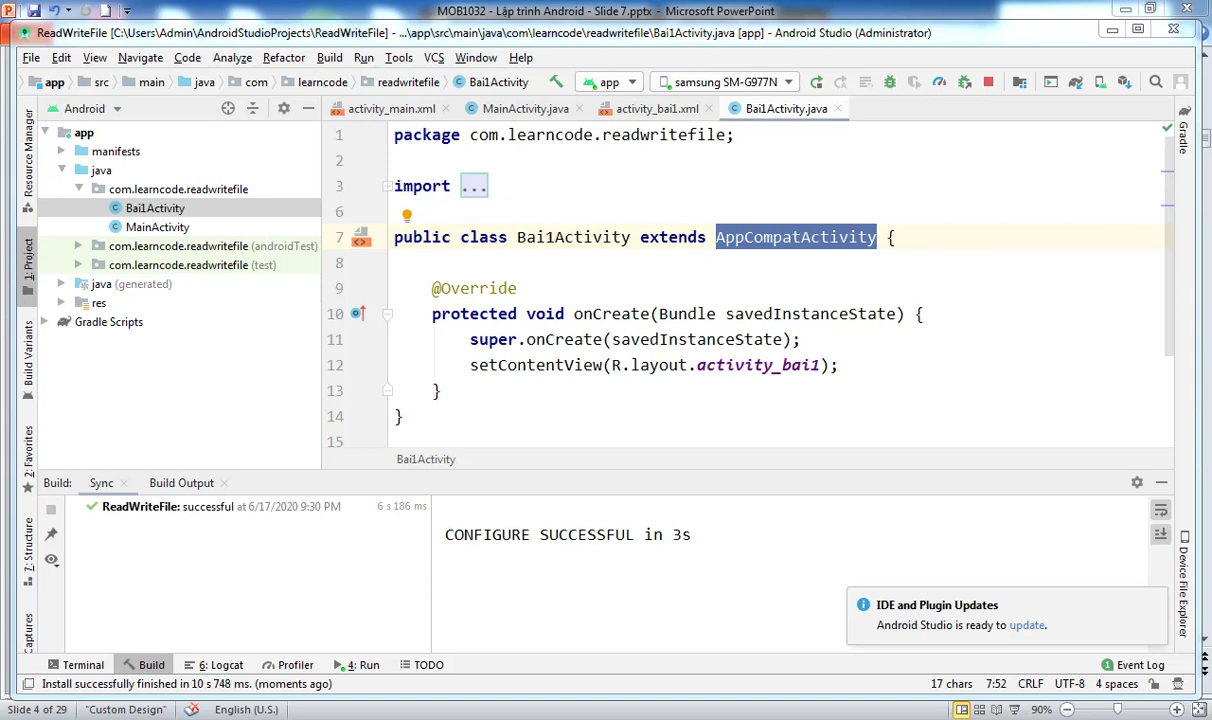 MOB1032 - Lập trình Android - Slide 7.pptx - Microsoft PowerPoint
ReadWriteFile [C:\Users\Admin\AndroidStudioProjects\ReadWriteFile] - ...\app\src\main\java\com\learncode\readwritefile\Bai1Activity.java [app] - Android Studio (Administrator)
File Edit View Navigate Code Analyze Refactor Build Run Tools VCS Window Help
app src main java com learncode readwritefile Bai1Activity app samsung SM-G977N
Android
activity_main.xml MainActivity.java activity_bai1.xml Bai1Activity.java
app
manifests
java
com.learncode.readwritefile
Bai1Activity
MainActivity
com.learncode.readwritefile (androidTest)
com.learncode.readwritefile (test)
java (generated)
res
Gradle Scripts
Resource Manager
1: Project
Build Variants
2: Favorites
7: Structure
Captures
1 package com.learncode.readwritefile;
2
3 import ...
6
7 public class Bai1Activity extends AppCompatActivity {
8
9 @Override
10 protected void onCreate(Bundle savedInstanceState) {
11 super.onCreate(savedInstanceState);
12 setContentView(R.layout.activity_bai1);
13 }
14 }
15
Bai1Activity
Gradle
Device File Explorer
Build: Sync Build Output
ReadWriteFile: successful at 6/17/2020 9:30 PM 6 s 186 ms
CONFIGURE SUCCESSFUL in 3s
IDE and Plugin Updates
Android Studio is ready to update.
Terminal Build 6: Logcat Profiler 4: Run TODO 1 Event Log
Install successfully finished in 10 s 748 ms. (moments ago) 17 chars 7:52 CRLF UTF-8 4 spaces
Slide 4 of 29 "Custom Design" English (U.S.) 90%